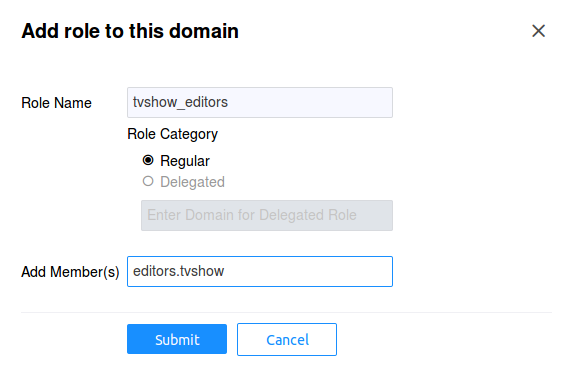 Add role to this domain
Role Name
tvshow_editors
Role Category
Regular
Delegated
Enter Domain for Delegated Role
Add Member(s)
editors.tvshow
Submit
Cancel